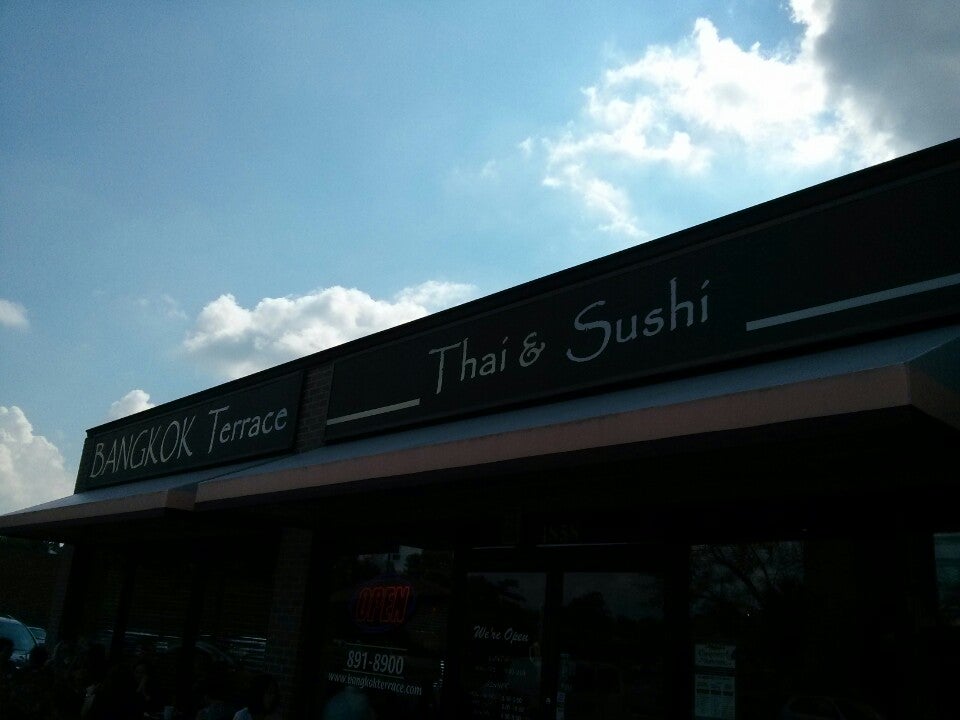 BANGKOK Terrace
Thai & Sushi
OPEN
891-8900
www.bangkokterrace.com
We're Open